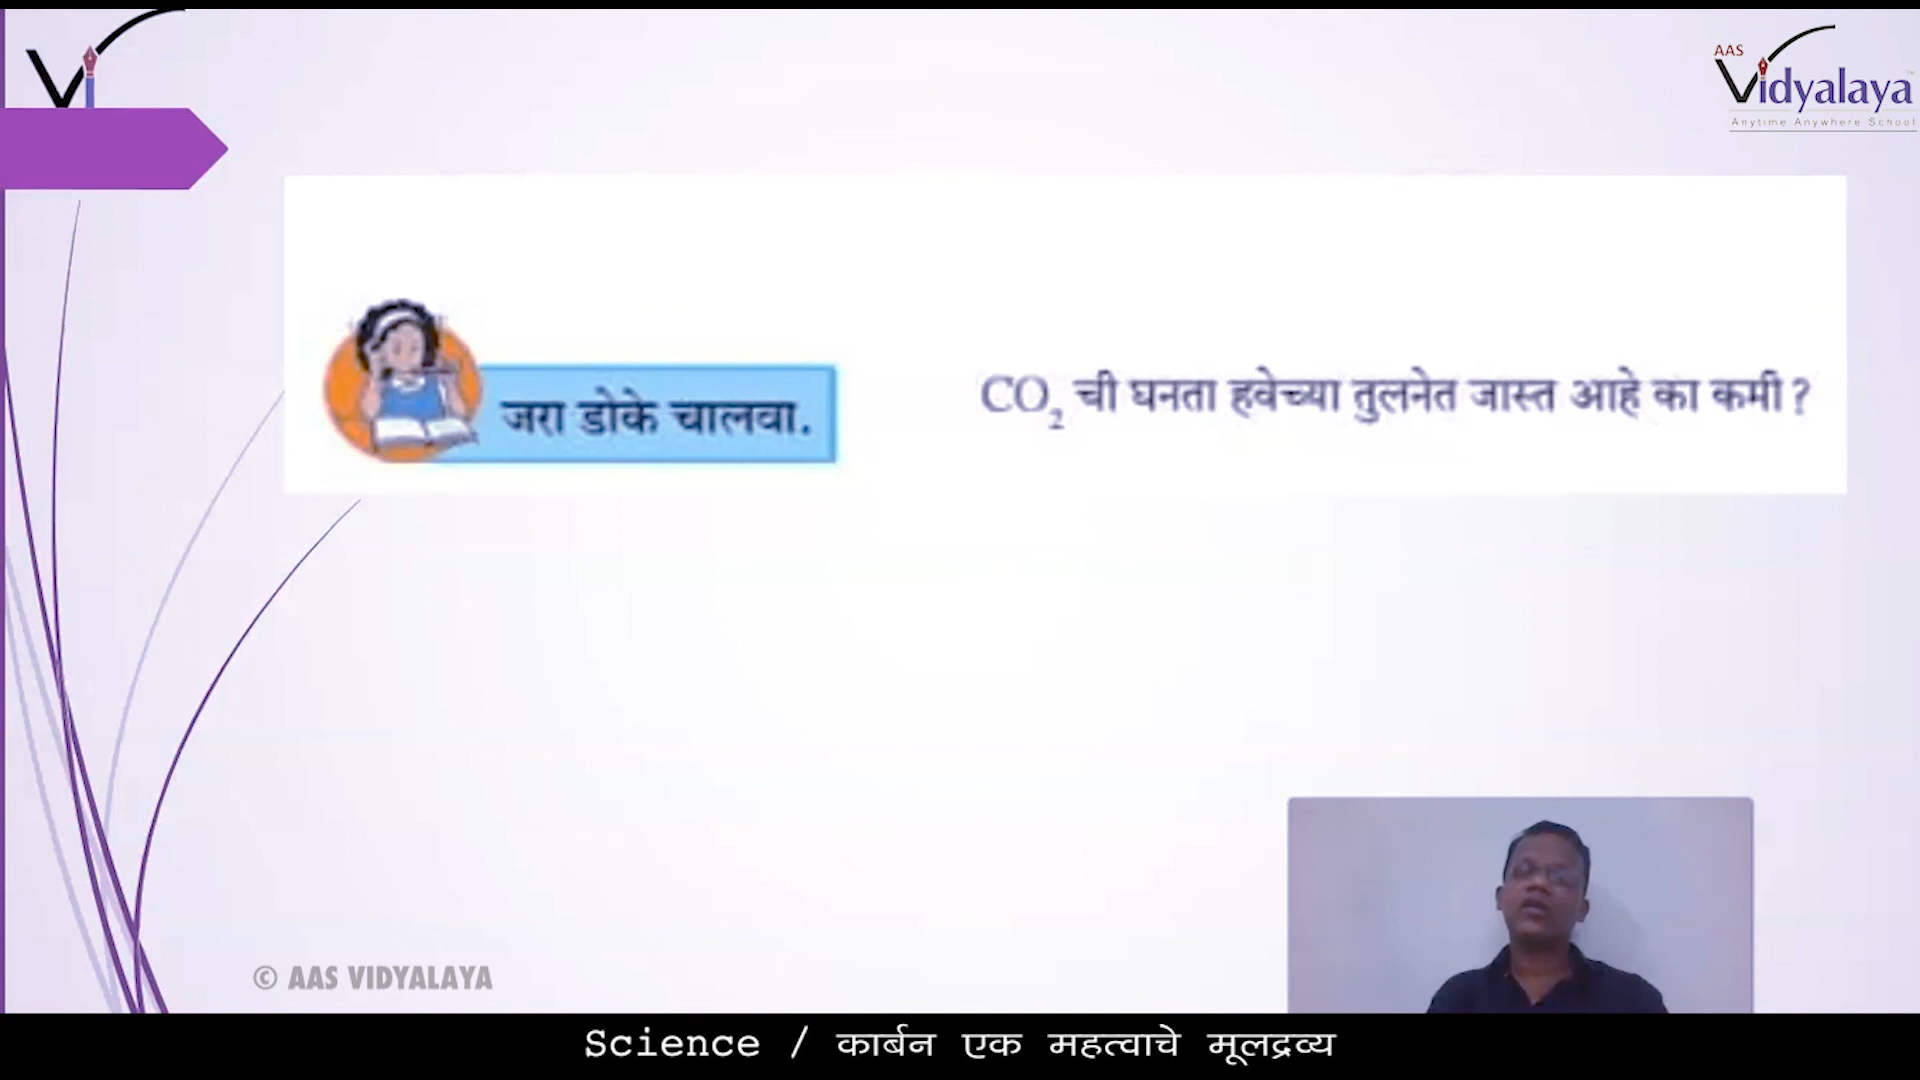 Vi
AAS
Vidyalaya
Anytime Anywhere School
जरा डोके चालवा.
CO₂ ची घनता हवेच्या तुलनेत जास्त आहे का कमी?
© AAS VIDYALAYA
Science / कार्बन एक महत्वाचे मूलद्रव्य